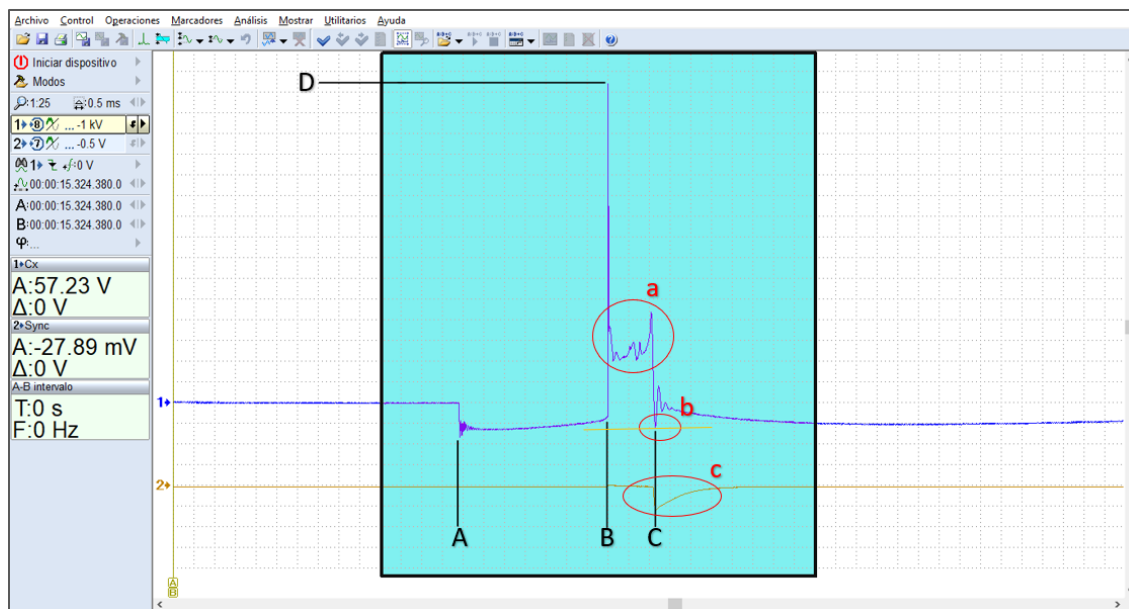 Archivo Control Operaciones Marcadores Análisis Mostrar Utilitarios Ayuda
Iniciar dispositivo
Modos
1:25 0.5 ms
1 8 ... -1 kV
2 7 ... -0.5 V
1 0 V
00:00:15.324.380.0
A:00:00:15.324.380.0
B:00:00:15.324.380.0
φ:...
1 Cx
A:57.23 V
Δ:0 V
2 Sync
A:-27.89 mV
Δ:0 V
A-B intervalo
T:0 s
F:0 Hz
D
a
1
b
c
2
A B C
A
B